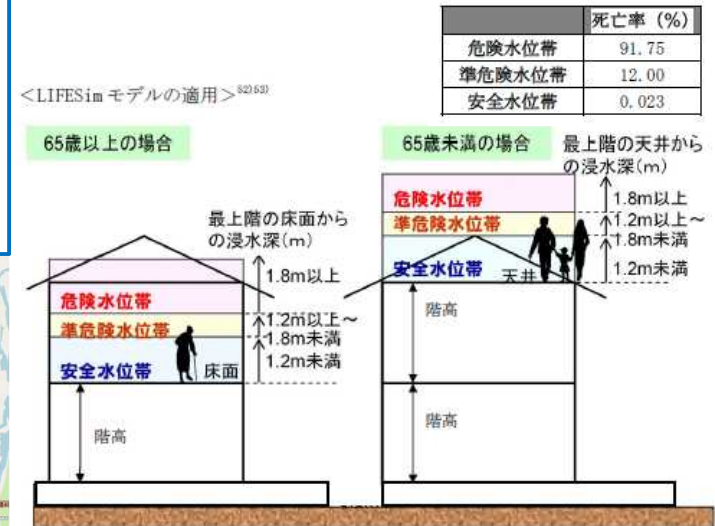 死亡率（%）
危険水位帯 91.75
準危険水位帯 12.00
安全水位帯 0.023
＜LIFESimモデルの適用＞52)53)
65歳以上の場合
最上階の床面から
の浸水深(m)
1.8m以上
危険水位帯
1.2m以上～
準危険水位帯
1.8m未満
1.2m未満
安全水位帯
床面
階高
65歳未満の場合
最上階の天井から
の浸水深(m)
危険水位帯
1.8m以上
準危険水位帯
1.2m以上～
1.8m未満
安全水位帯
天井
1.2m未満
階高
階高